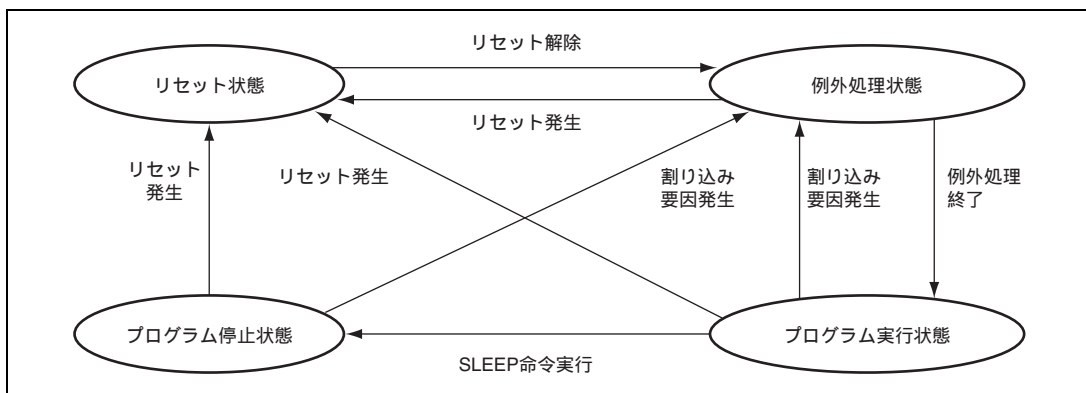 リセット解除
リセット状態
例外処理状態
リセット発生
リセット
発生
リセット発生
割り込み
要因発生
割り込み
要因発生
例外処理
終了
プログラム停止状態
プログラム実行状態
SLEEP命令実行